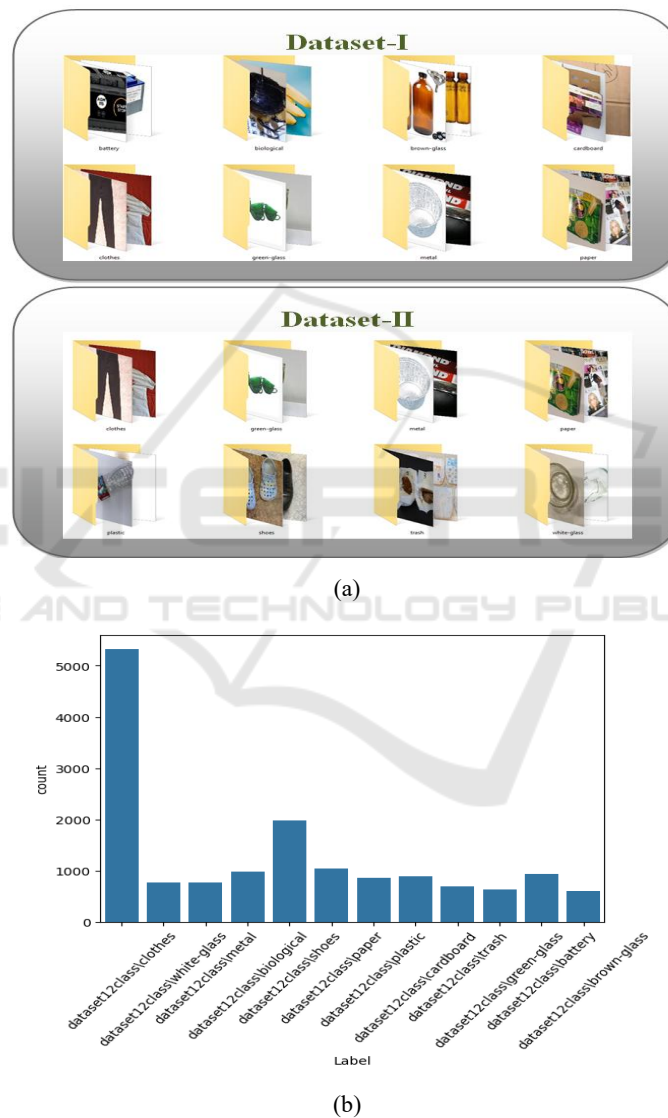 Dataset-I
battery biological brown-glass cardboard
clothes green-glass metal paper
Dataset-II
clothes green-glass metal paper
plastic shoes trash white-glass
(a)
AND TECHNOLOGY PUBL
5000
4000
3000
2000
1000
0
count
dataset12class\clothes
dataset12class\white-glass
dataset12class\metal
dataset12class\biological
dataset12class\shoes
dataset12class\paper
dataset12class\plastic
dataset12class\cardboard
dataset12class\trash
dataset12class\green-glass
dataset12class\battery
dataset12class\brown-glass
Label
(b)